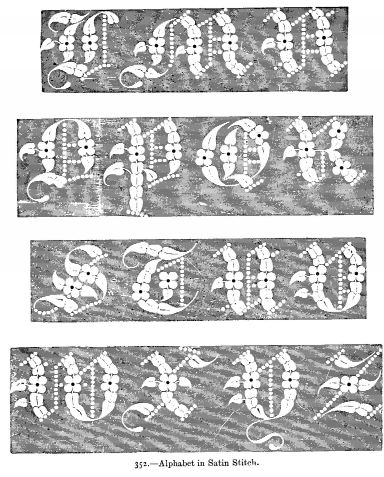 L M N
O P Q R
S T U V
W X Y Z
352.—Alphabet in Satin Stitch.